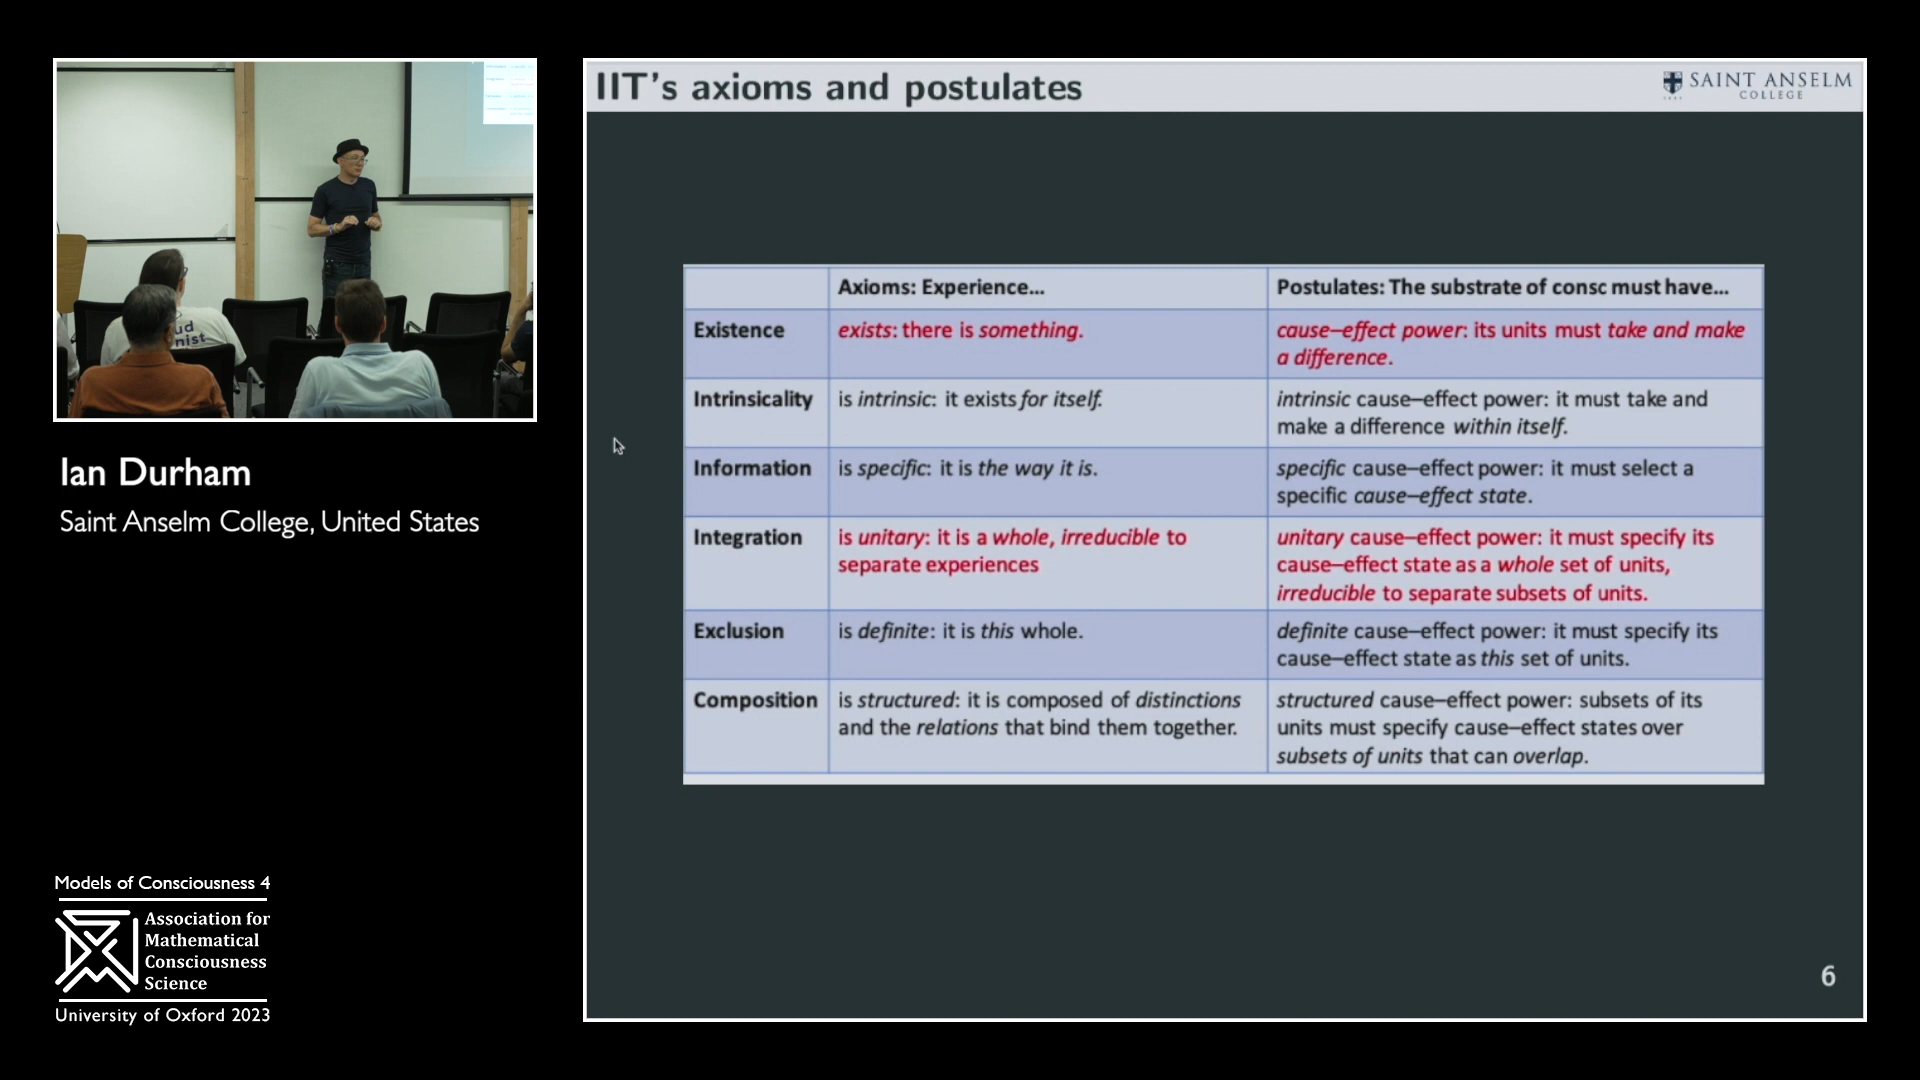 IIT's axioms and postulates
SAINT ANSELM
COLLEGE
Axioms: Experience...
Postulates: The substrate of consc must have...
Existence
exists: there is something.
cause–effect power: its units must take and make
a difference.
Intrinsicality
is intrinsic: it exists for itself.
intrinsic cause–effect power: it must take and
make a difference within itself.
Information
is specific: it is the way it is.
specific cause–effect power: it must select a
specific cause–effect state.
Integration
is unitary: it is a whole, irreducible to
separate experiences
unitary cause–effect power: it must specify its
cause–effect state as a whole set of units,
irreducible to separate subsets of units.
Exclusion
is definite: it is this whole.
definite cause–effect power: it must specify its
cause–effect state as this set of units.
Composition
is structured: it is composed of distinctions
and the relations that bind them together.
structured cause–effect power: subsets of its
units must specify cause–effect states over
subsets of units that can overlap.
6
Ian Durham
Saint Anselm College, United States
Models of Consciousness 4
Association for
Mathematical
Consciousness
Science
University of Oxford 2023